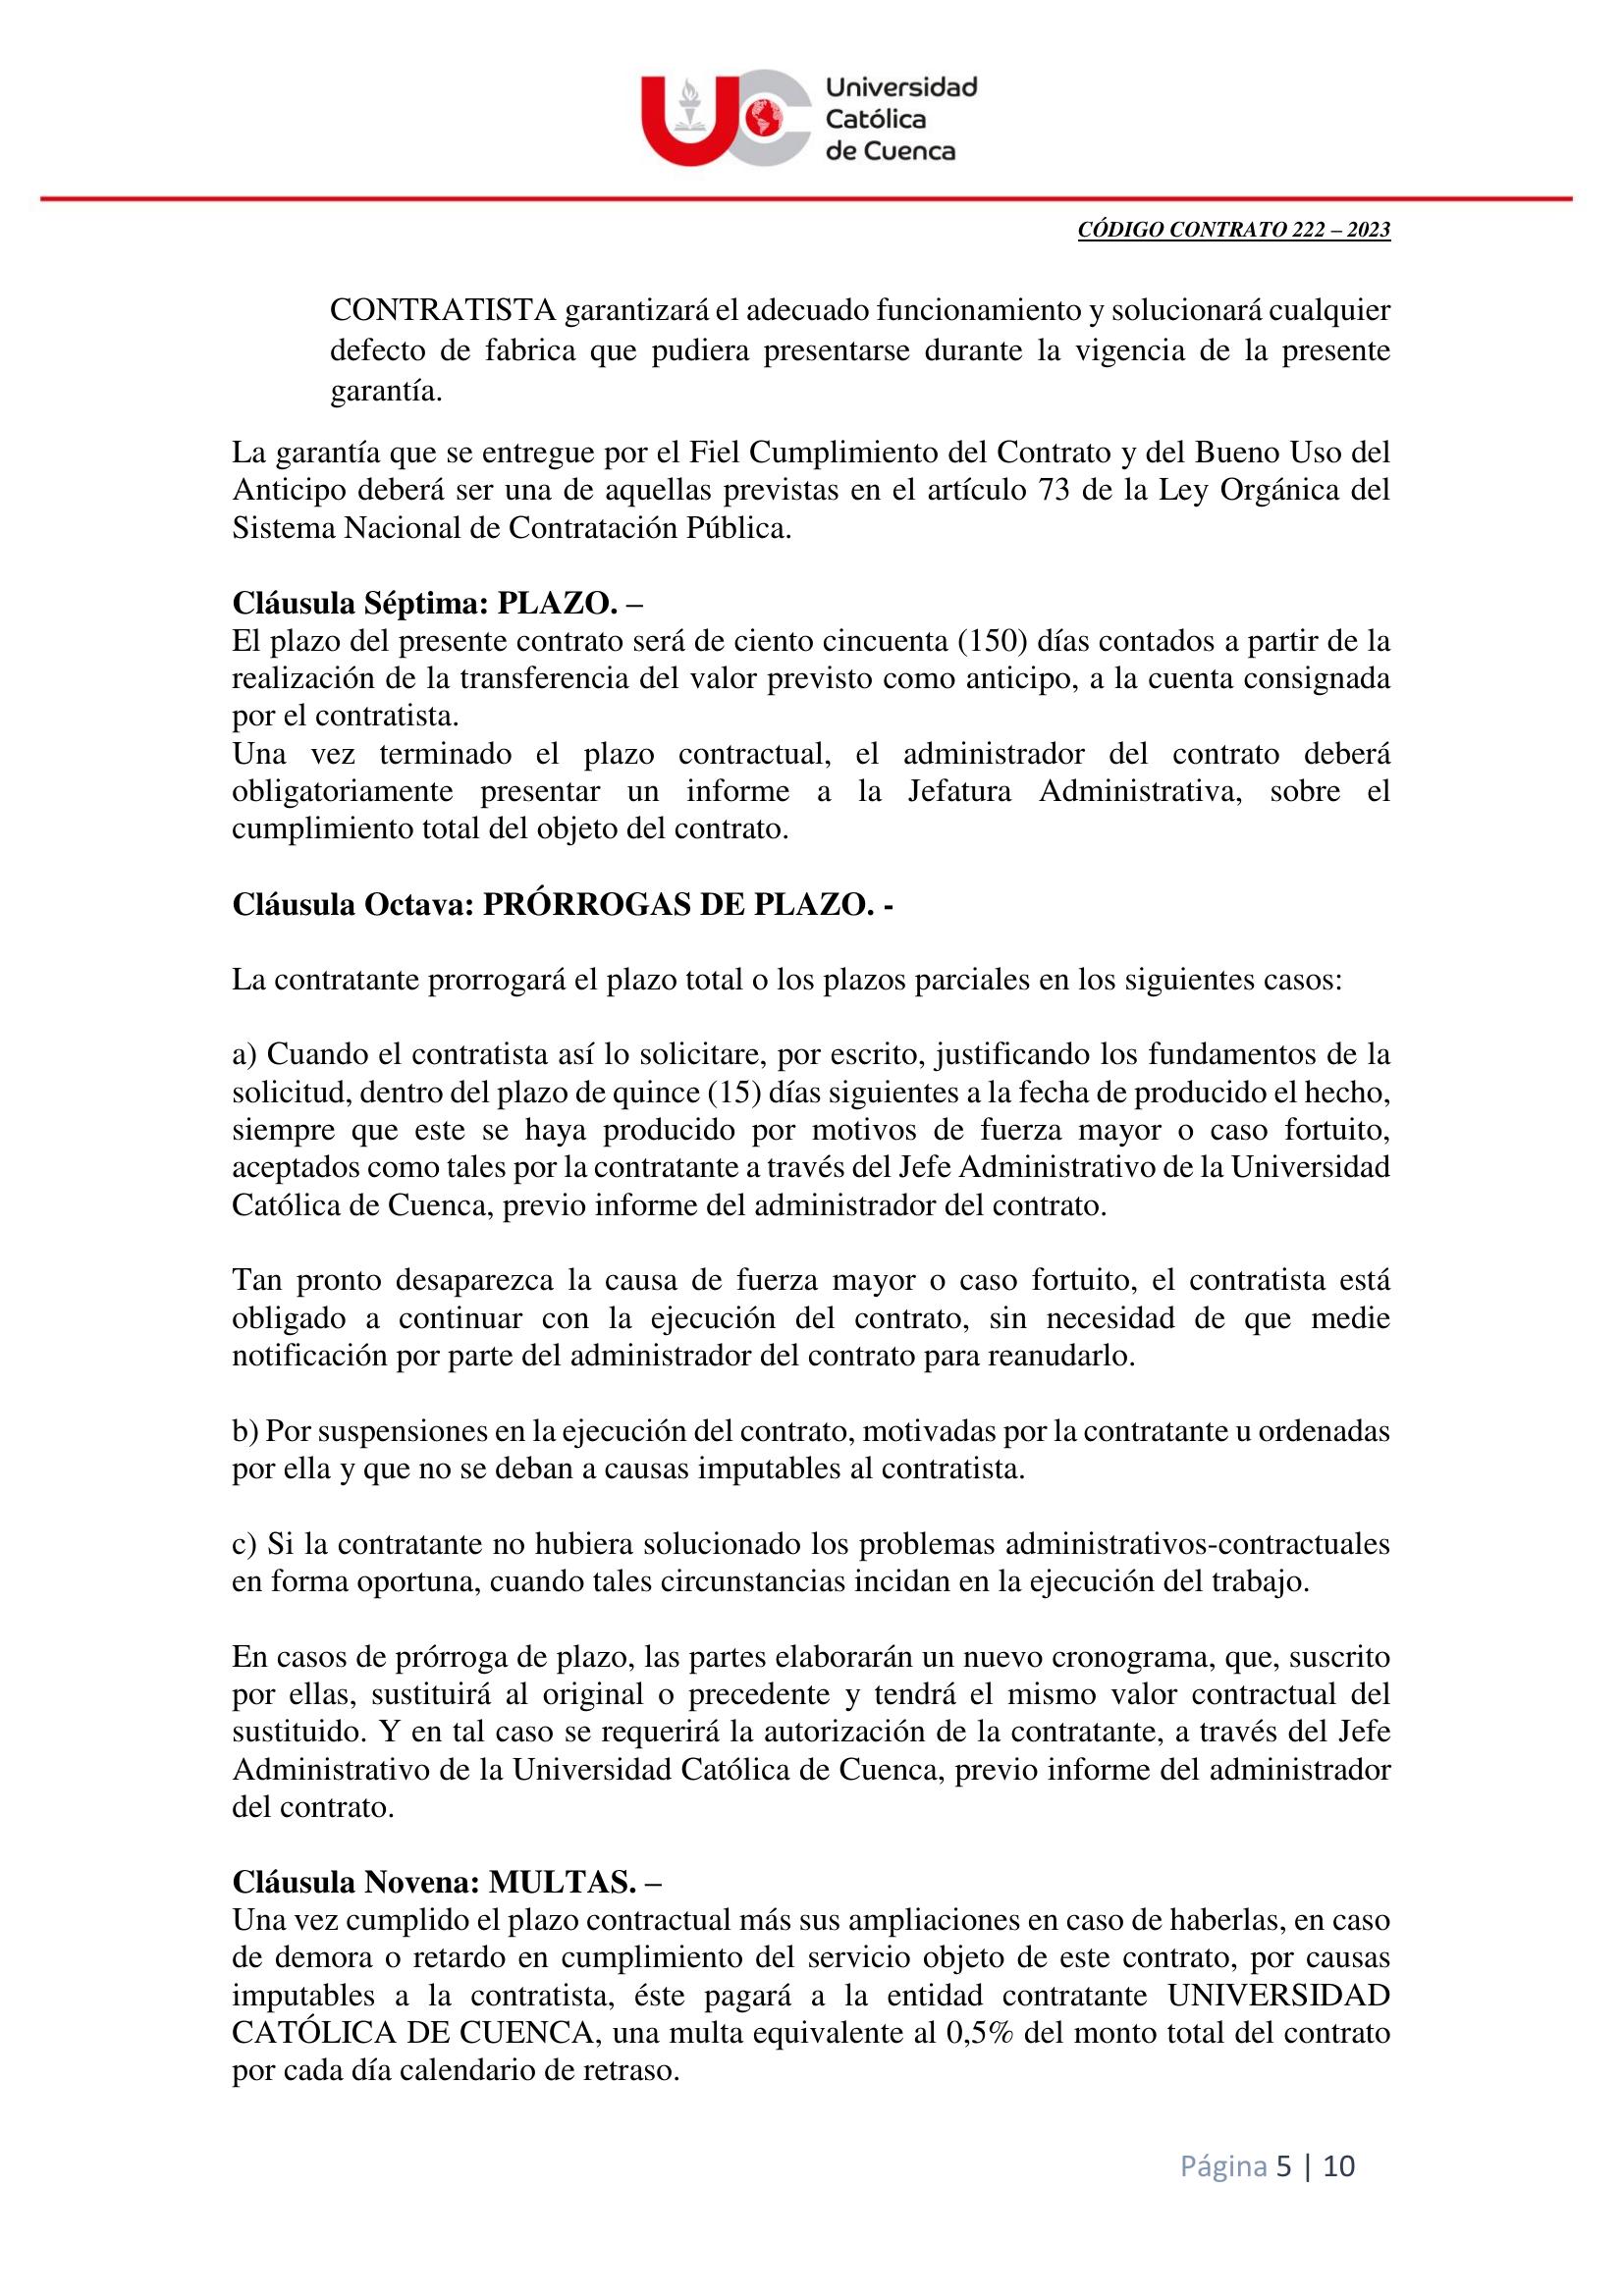 Universidad
Católica
de Cuenca
CÓDIGO CONTRATO 222 – 2023
CONTRATISTA garantizará el adecuado funcionamiento y solucionará cualquier
defecto de fabrica que pudiera presentarse durante la vigencia de la presente
garantía.
La garantía que se entregue por el Fiel Cumplimiento del Contrato y del Bueno Uso del
Anticipo deberá ser una de aquellas previstas en el artículo 73 de la Ley Orgánica del
Sistema Nacional de Contratación Pública.
Cláusula Séptima: PLAZO. –
El plazo del presente contrato será de ciento cincuenta (150) días contados a partir de la
realización de la transferencia del valor previsto como anticipo, a la cuenta consignada
por el contratista.
Una vez terminado el plazo contractual, el administrador del contrato deberá
obligatoriamente presentar un informe a la Jefatura Administrativa, sobre el
cumplimiento total del objeto del contrato.
Cláusula Octava: PRÓRROGAS DE PLAZO. -
La contratante prorrogará el plazo total o los plazos parciales en los siguientes casos:
a) Cuando el contratista así lo solicitare, por escrito, justificando los fundamentos de la
solicitud, dentro del plazo de quince (15) días siguientes a la fecha de producido el hecho,
siempre que este se haya producido por motivos de fuerza mayor o caso fortuito,
aceptados como tales por la contratante a través del Jefe Administrativo de la Universidad
Católica de Cuenca, previo informe del administrador del contrato.
Tan pronto desaparezca la causa de fuerza mayor o caso fortuito, el contratista está
obligado a continuar con la ejecución del contrato, sin necesidad de que medie
notificación por parte del administrador del contrato para reanudarlo.
b) Por suspensiones en la ejecución del contrato, motivadas por la contratante u ordenadas
por ella y que no se deban a causas imputables al contratista.
c) Si la contratante no hubiera solucionado los problemas administrativos-contractuales
en forma oportuna, cuando tales circunstancias incidan en la ejecución del trabajo.
En casos de prórroga de plazo, las partes elaborarán un nuevo cronograma, que, suscrito
por ellas, sustituirá al original o precedente y tendrá el mismo valor contractual del
sustituido. Y en tal caso se requerirá la autorización de la contratante, a través del Jefe
Administrativo de la Universidad Católica de Cuenca, previo informe del administrador
del contrato.
Cláusula Novena: MULTAS. –
Una vez cumplido el plazo contractual más sus ampliaciones en caso de haberlas, en caso
de demora o retardo en cumplimiento del servicio objeto de este contrato, por causas
imputables a la contratista, éste pagará a la entidad contratante UNIVERSIDAD
CATÓLICA DE CUENCA, una multa equivalente al 0,5% del monto total del contrato
por cada día calendario de retraso.
Página 5 | 10